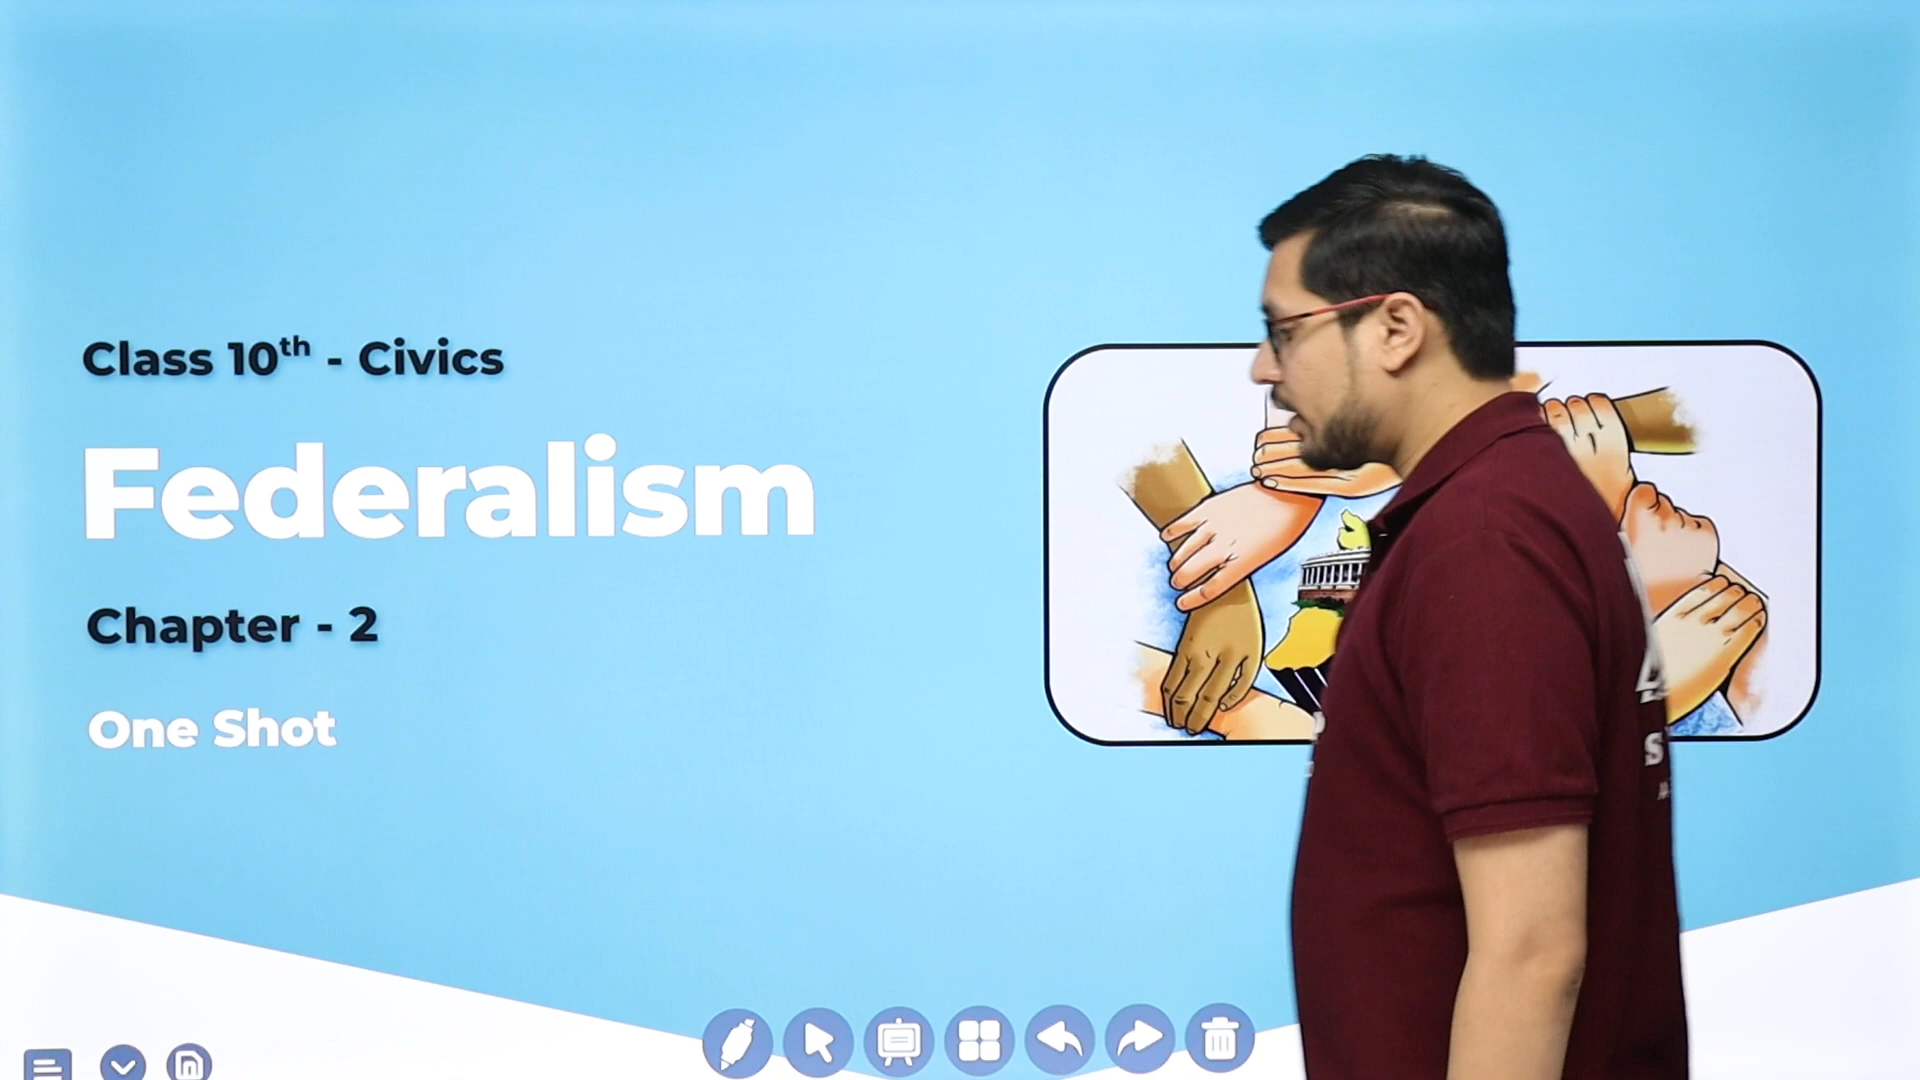 Class 10th - Civics
Federalism
Chapter - 2
One Shot